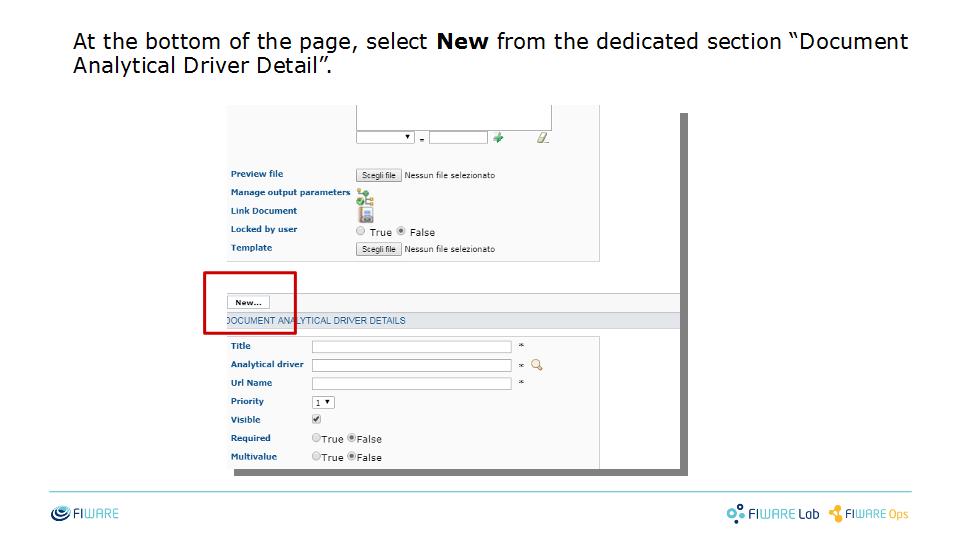 At the bottom of the page, select New from the dedicated section “Document
Analytical Driver Detail”.
=
Preview file Scegli file Nessun file selezionato
Manage output parameters
Link Document
Locked by user True False
Template Scegli file Nessun file selezionato
New...
DOCUMENT ANALYTICAL DRIVER DETAILS
Title *
Analytical driver *
Url Name *
Priority 1
Visible
Required True False
Multivalue True False
FIWARE FIWARE Lab FIWARE Ops